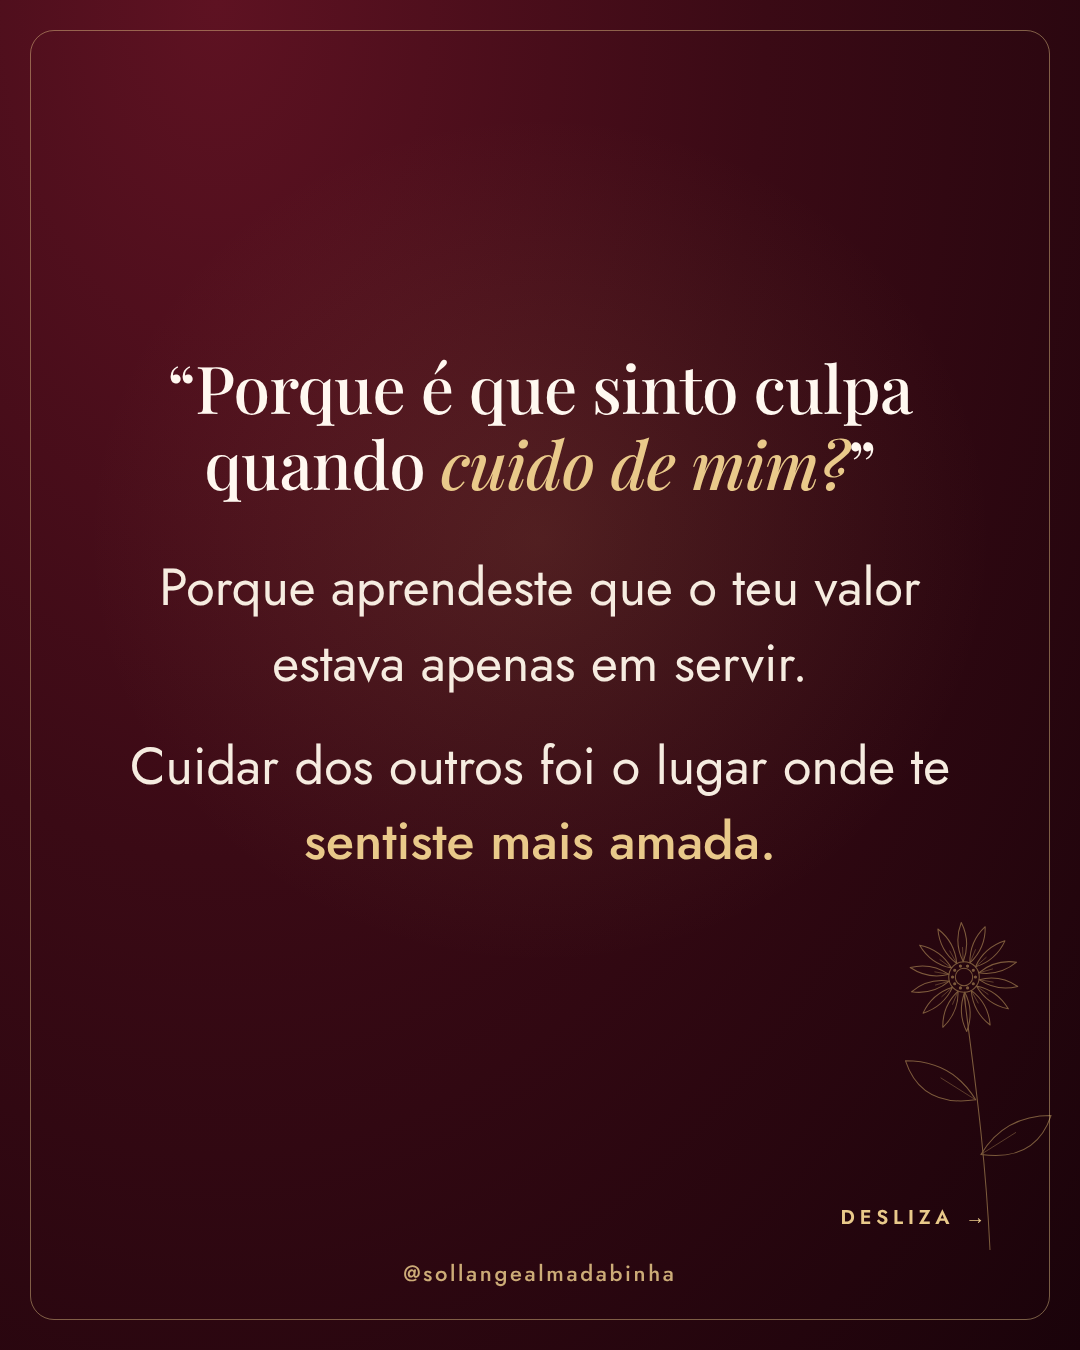 “Porque é que sinto culpa
quando cuido de mim?”
Porque aprendeste que o teu valor
estava apenas em servir.
Cuidar dos outros foi o lugar onde te
sentiste mais amada.
DESLIZA →
@sollangealmadabinha